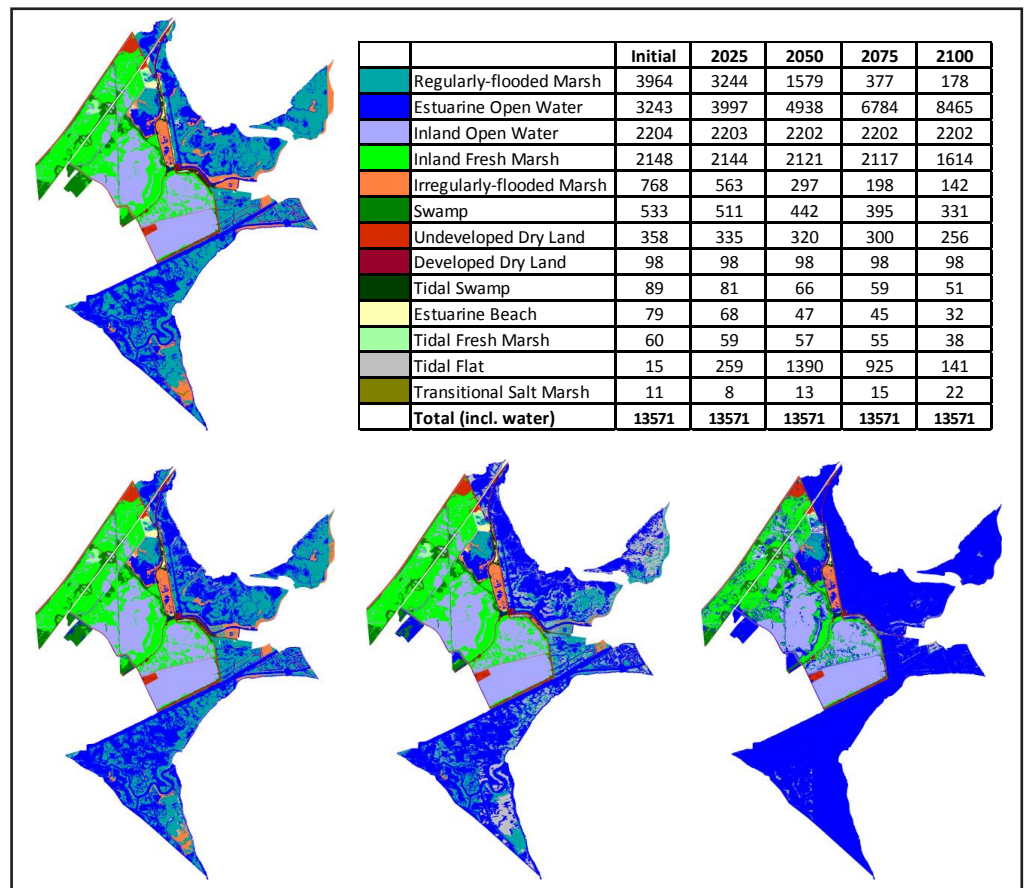 Initial 2025 2050 2075 2100
Regularly-flooded Marsh 3964 3244 1579 377 178
Estuarine Open Water 3243 3997 4938 6784 8465
Inland Open Water 2204 2203 2202 2202 2202
Inland Fresh Marsh 2148 2144 2121 2117 1614
Irregularly-flooded Marsh 768 563 297 198 142
Swamp 533 511 442 395 331
Undeveloped Dry Land 358 335 320 300 256
Developed Dry Land 98 98 98 98 98
Tidal Swamp 89 81 66 59 51
Estuarine Beach 79 68 47 45 32
Tidal Fresh Marsh 60 59 57 55 38
Tidal Flat 15 259 1390 925 141
Transitional Salt Marsh 11 8 13 15 22
Total (incl. water) 13571 13571 13571 13571 13571